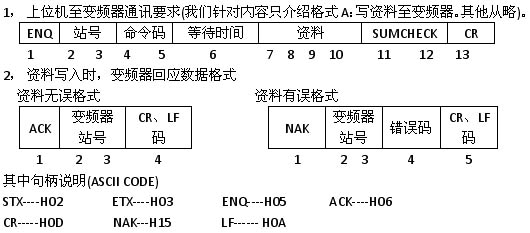 1， 上位机至变频器通讯要求(我们针对内容只介绍格式A：写资料至变频器。其他从略)。
ENQ 站号 命令码 等待时间 资料 SUMCHECK CR
1 2 3 4 5 6 7 8 9 10 11 12 13
2， 资料写入时，变频器回应数据格式
资料无误格式 资料有误格式
ACK 变频器站号 CR、LF码 NAK 变频器站号 错误码 CR、LF码
1 2 3 4 1 2 3 4 5
其中句柄说明(ASCII CODE)
STX----H02 ETX----H03 ENQ----H05 ACK----H06
CR-----H0D NAK---H15 LF------ H0A